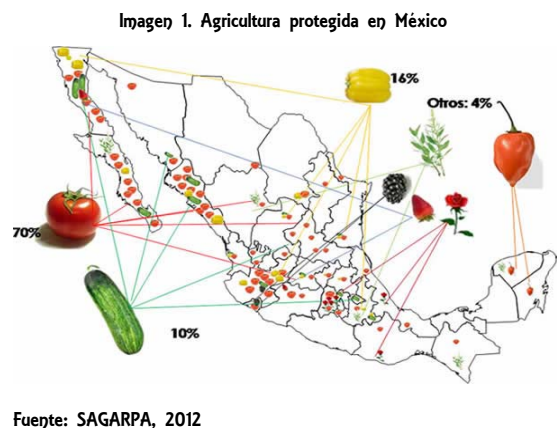 Imagen 1. Agricultura protegida en México
16%
Otros: 4%
70%
10%
Fuente: SAGARPA, 2012